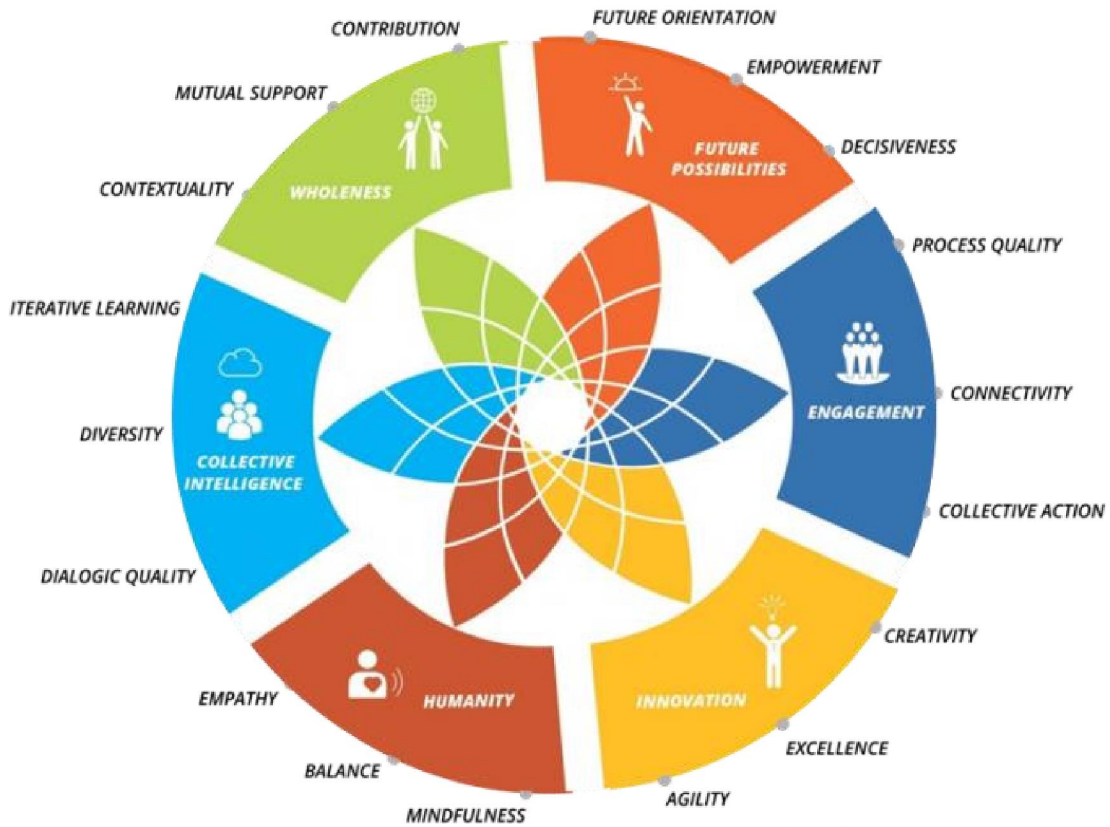 CONTRIBUTION
FUTURE ORIENTATION
MUTUAL SUPPORT
EMPOWERMENT
CONTEXTUALITY
WHOLENESS
FUTURE
POSSIBILITIES
DECISIVENESS
PROCESS QUALITY
ITERATIVE LEARNING
CONNECTIVITY
ENGAGEMENT
DIVERSITY
COLLECTIVE
INTELLIGENCE
COLLECTIVE ACTION
DIALOGIC QUALITY
CREATIVITY
EMPATHY
HUMANITY
INNOVATION
EXCELLENCE
BALANCE
AGILITY
MINDFULNESS